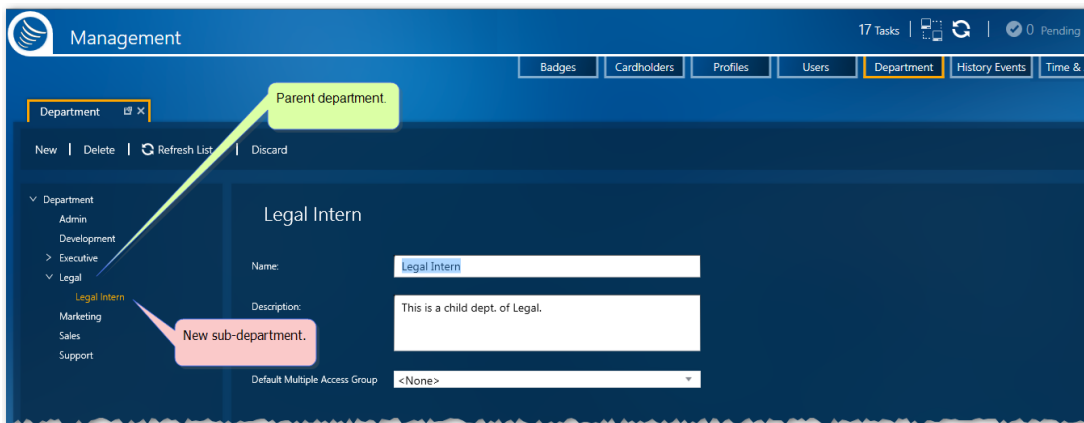 Management
17 Tasks
0 Pending
Badges
Cardholders
Profiles
Users
Department
History Events
Time &
Parent department.
Department
New | Delete | Refresh List | Discard
Department
Admin
Development
Executive
Legal
Legal Intern
Marketing
Sales
Support
New sub-department.
Legal Intern
Name:
Legal Intern
Description:
This is a child dept. of Legal.
Default Multiple Access Group
<None>